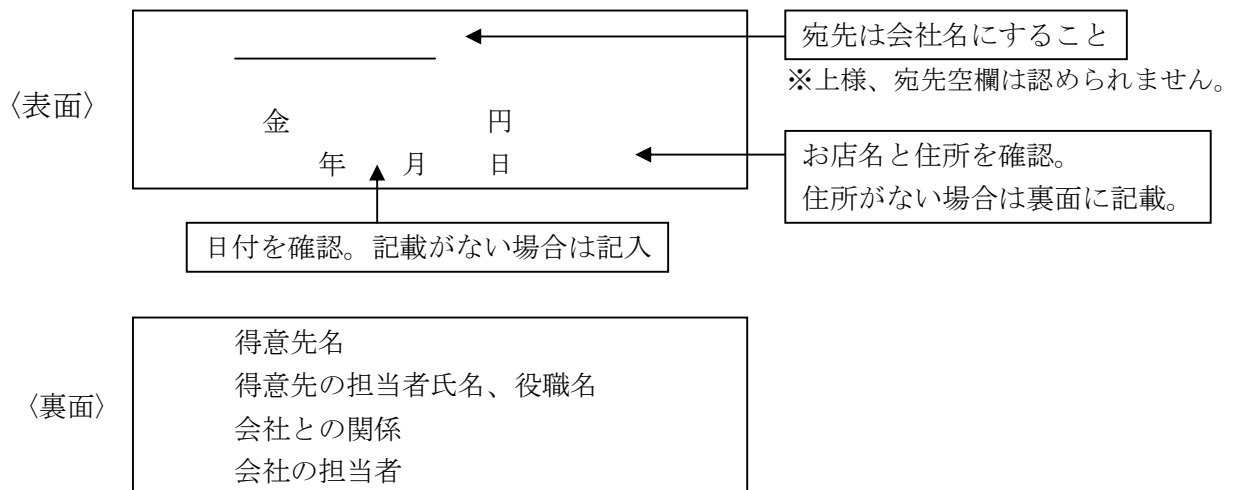 宛先は会社名にすること
※上様、宛先空欄は認められません。
〈表面〉
金 円
年 月 日
お店名と住所を確認。
住所がない場合は裏面に記載。
日付を確認。記載がない場合は記入
〈裏面〉
得意先名
得意先の担当者氏名、役職名
会社との関係
会社の担当者